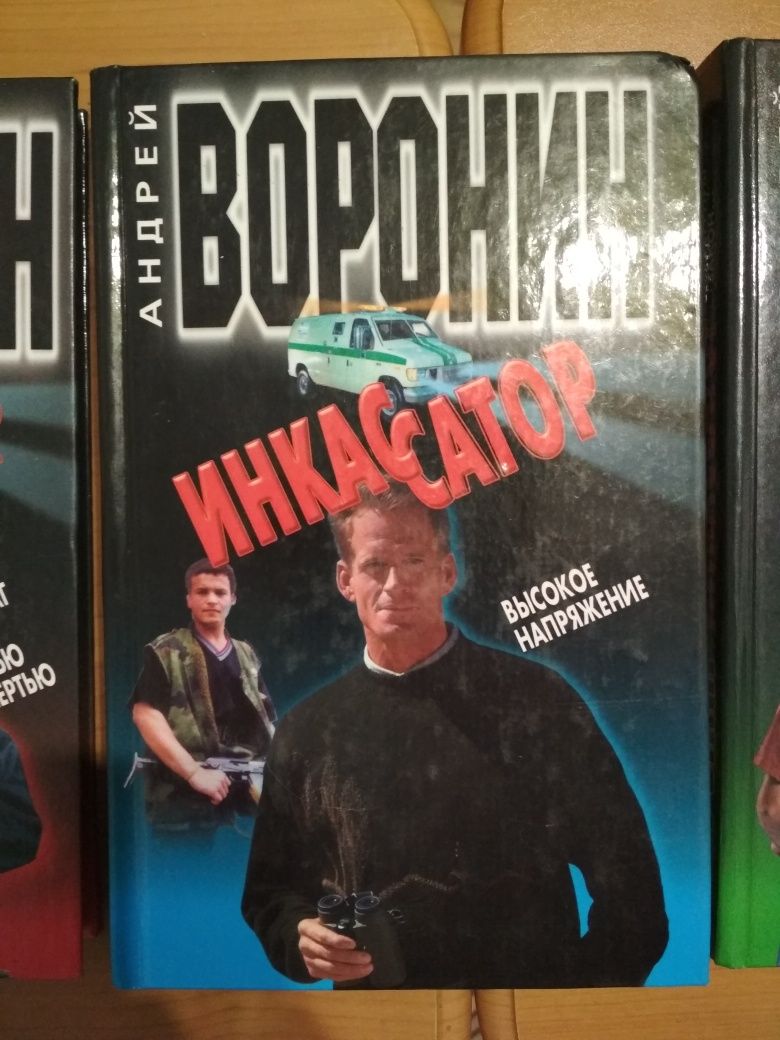 АНДРЕЙ
ВОРОНИН
ИНКАССАТОР
ВЫСОКОЕ
НАПРЯЖЕНИЕ
Н